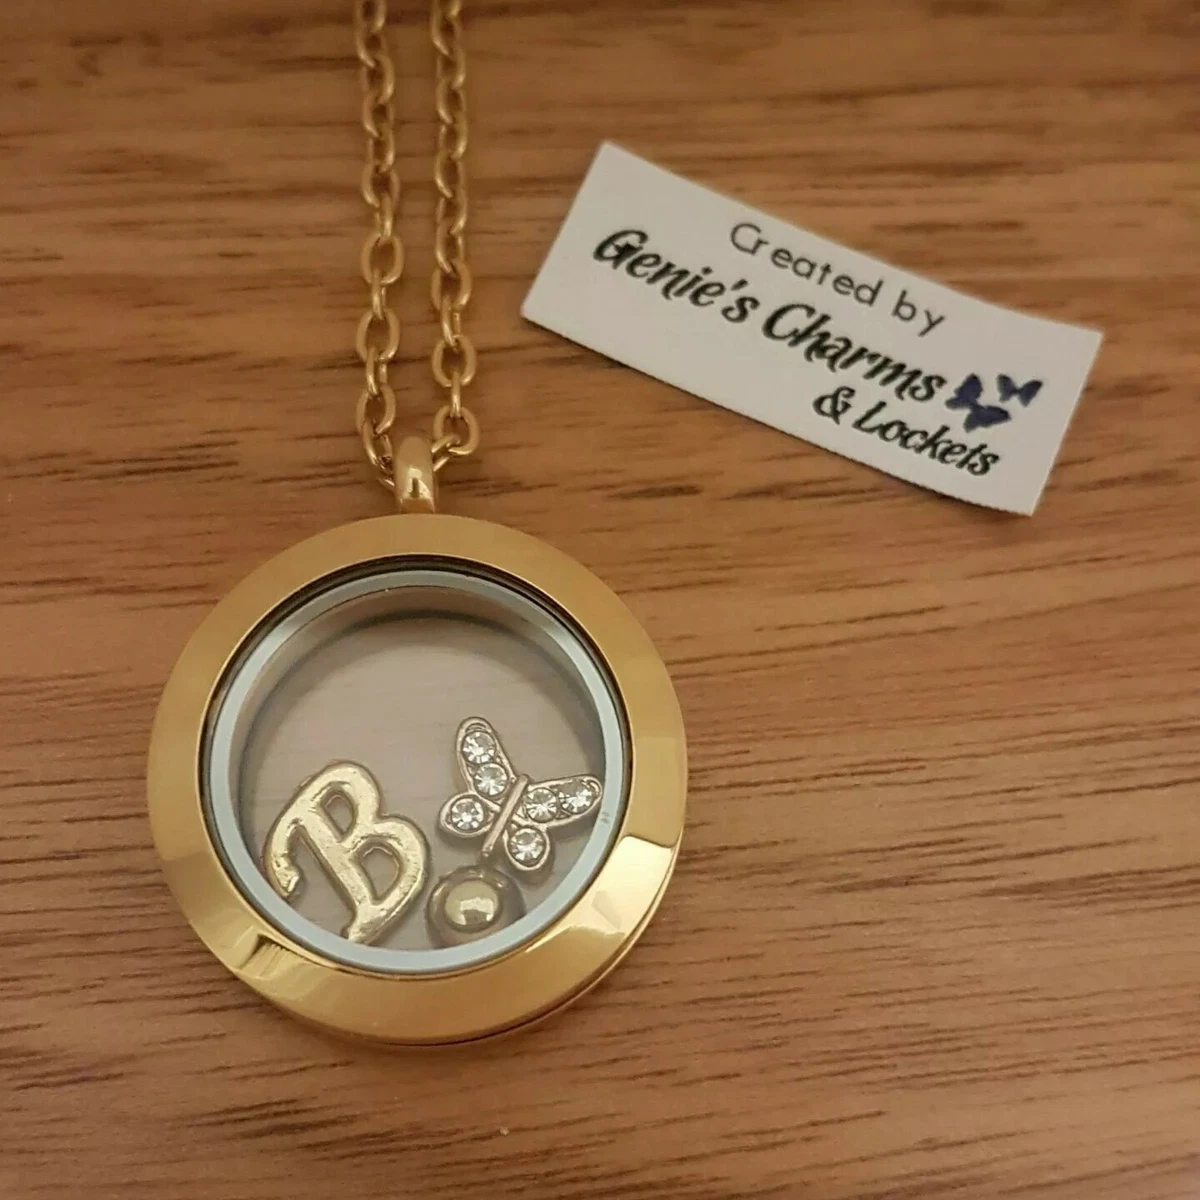 Created by
Genie's Charms
& Lockets
B